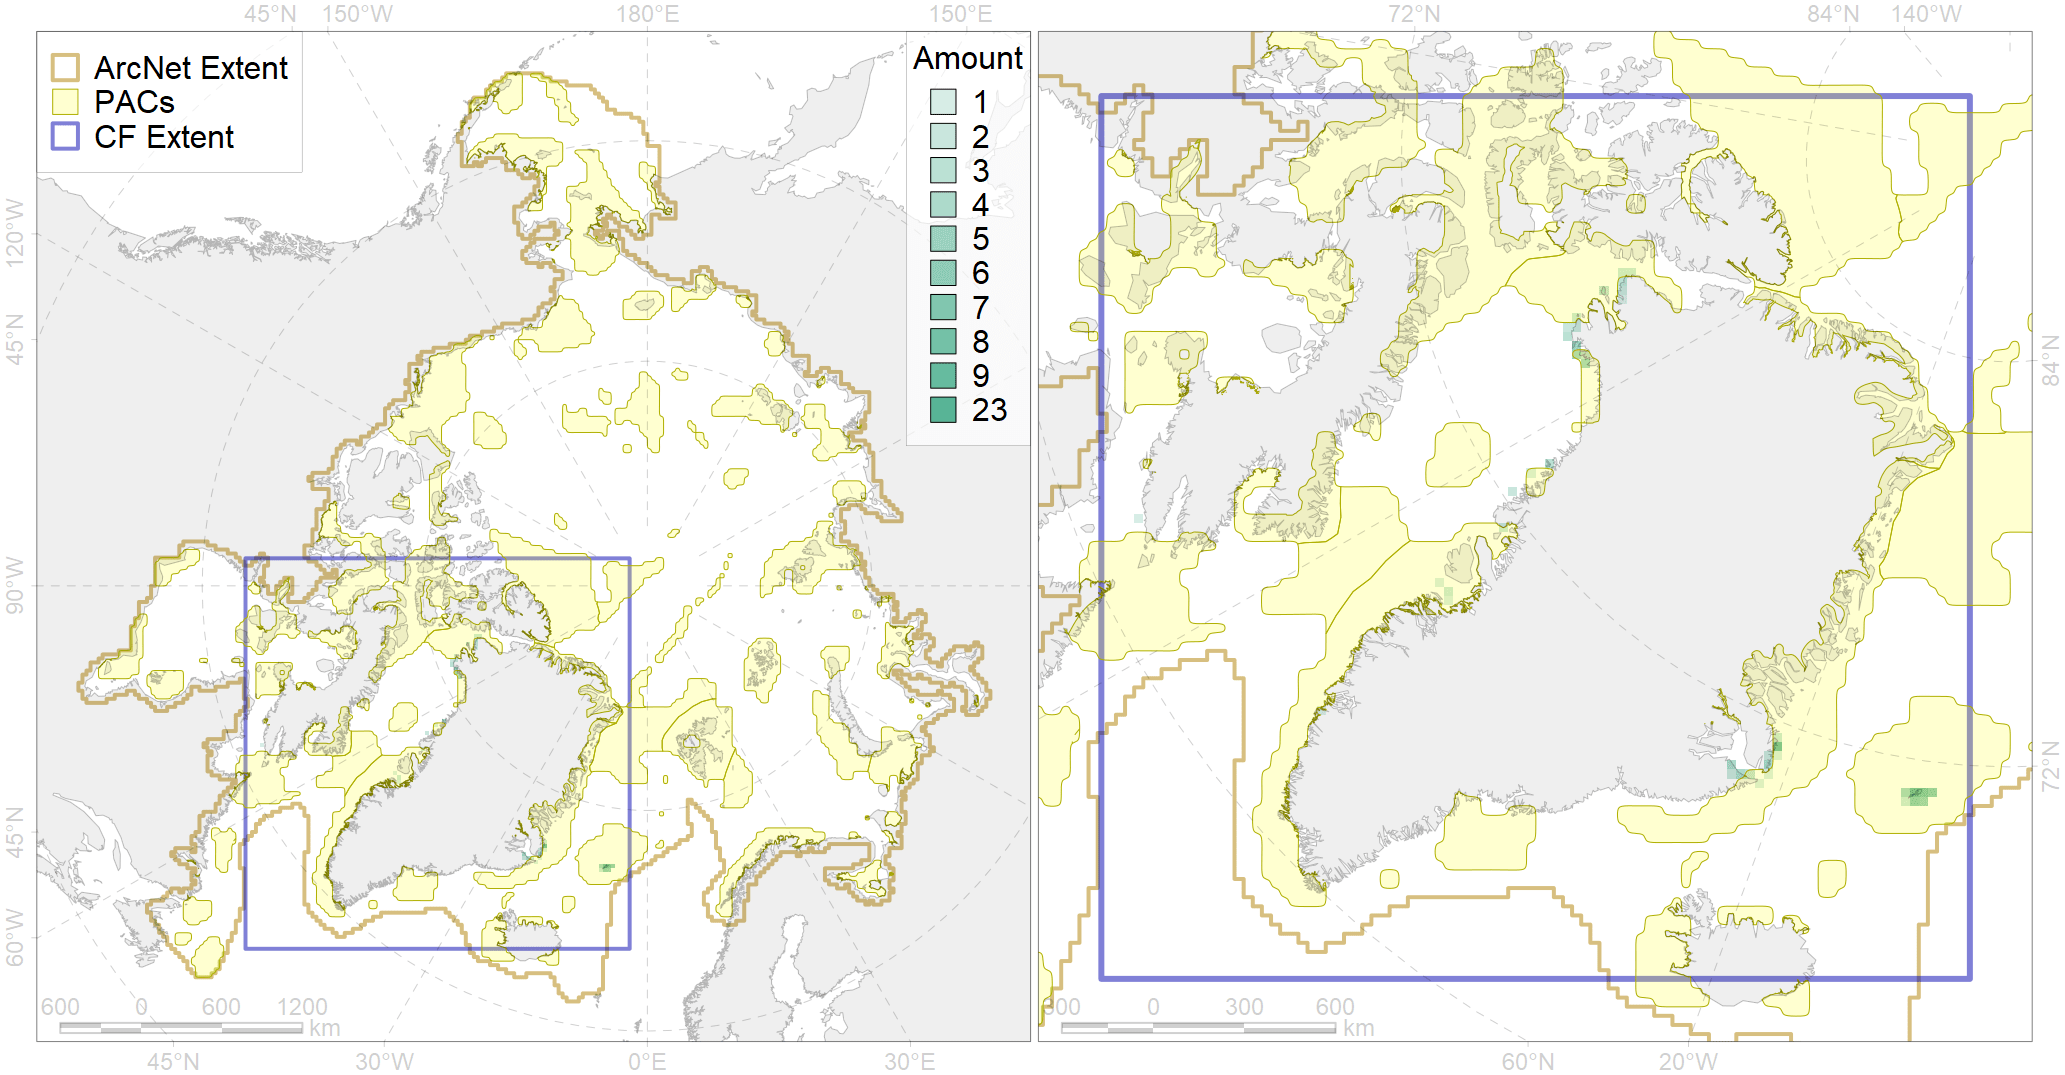 45°N 150°W 180°E 150°E 72°N 84°N 140°W
ArcNet Extent
PACs
CF Extent
Amount
1
2
3
4
5
6
7
8
9
23
120°W
45°N
90°W
45°N
60°W
84°N
72°N
600 0 600 1200
km
300 0 300 600
km
45°N 30°W 0°E 30°E 60°N 20°W